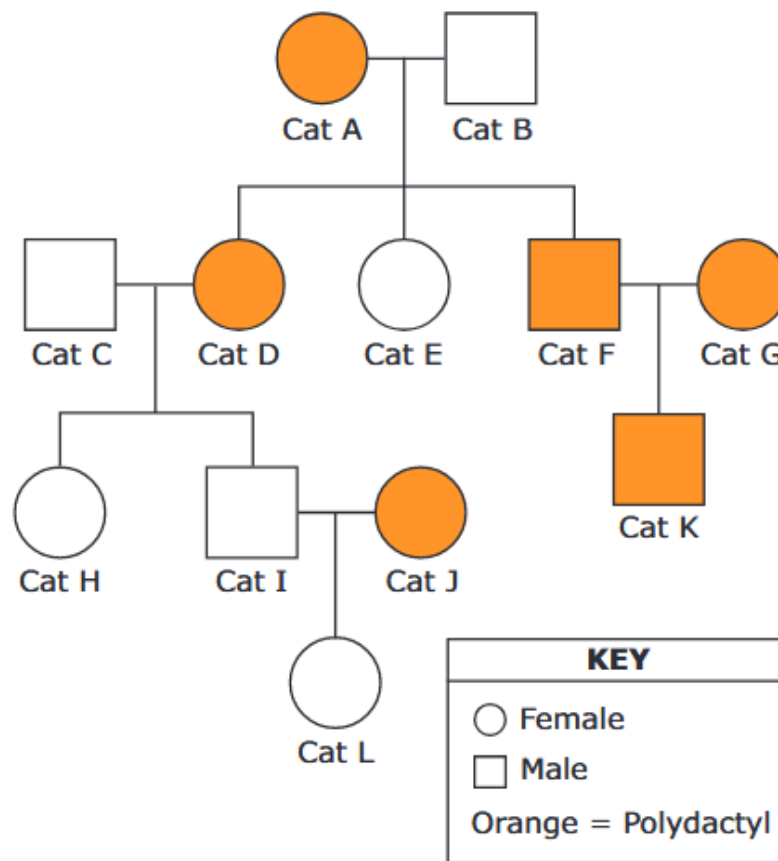 Cat A
Cat B
Cat C
Cat D
Cat E
Cat F
Cat G
Cat K
Cat H
Cat I
Cat J
Cat L
KEY
Female
Male
Orange = Polydactyl